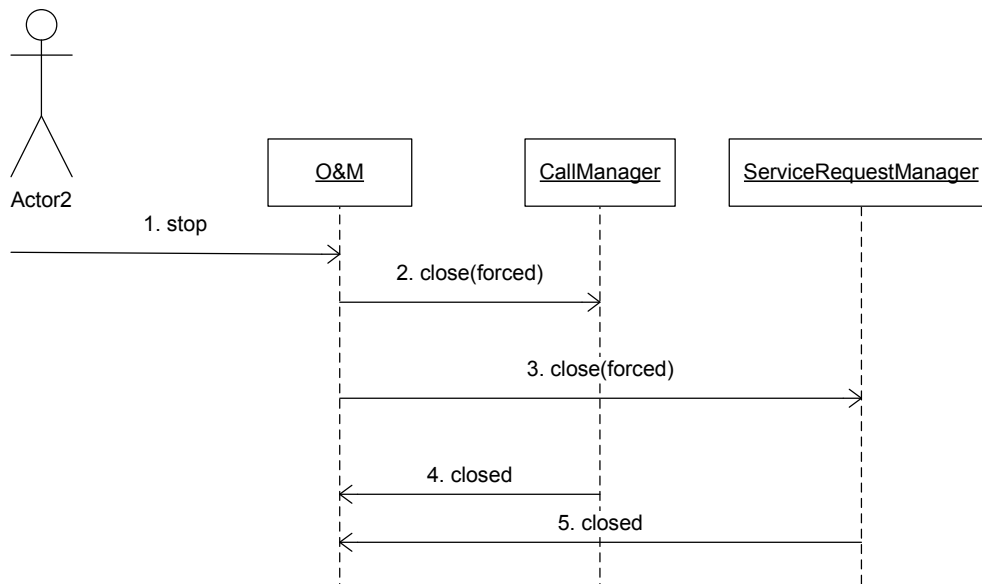 O&M
CallManager
ServiceRequestManager
Actor2
1. stop
2. close(forced)
3. close(forced)
4. closed
5. closed